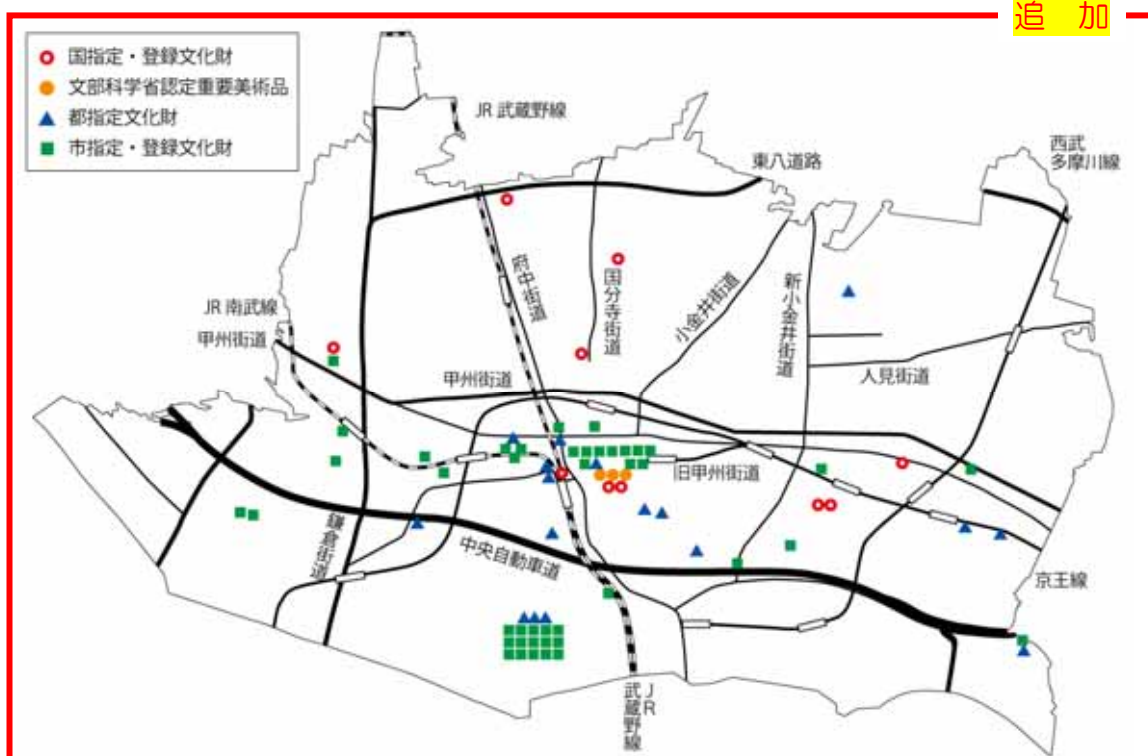 追 加
国指定・登録文化財
文部科学省認定重要美術品
都指定文化財
市指定・登録文化財
JR 武蔵野線
東八道路
西武
多摩川線
府中街道
国分寺街道
小金井街道
新小金井街道
JR 南武線
甲州街道
甲州街道
人見街道
旧甲州街道
鎌倉街道
中央自動車道
京王線
JR
武蔵野線